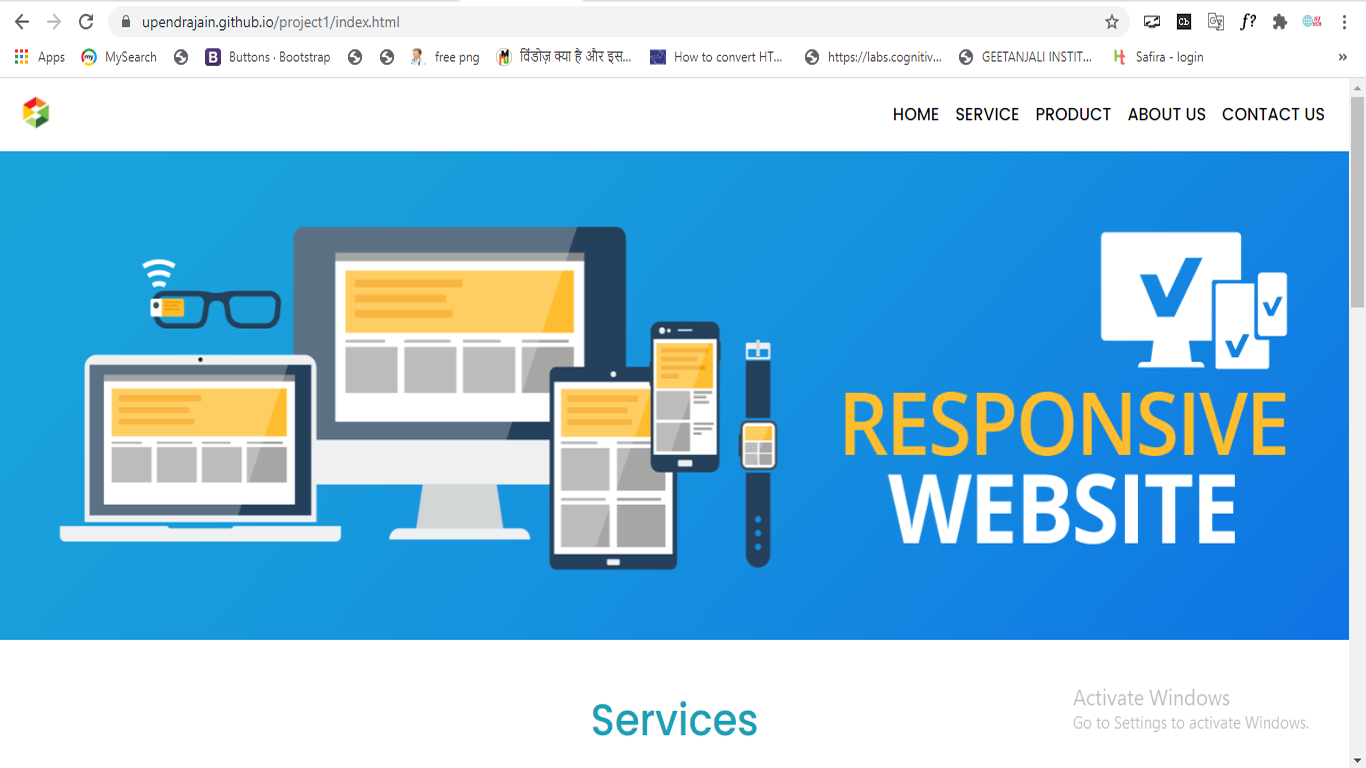 upendrajain.github.io/project1/index.html
Apps MySearch Buttons · Bootstrap free png विंडोज़ क्या है और इस... How to convert HT... https://labs.cognitiv... GEETANJALI INSTIT... Safira - login »
HOME SERVICE PRODUCT ABOUT US CONTACT US
RESPONSIVE
WEBSITE
Services
Activate Windows
Go to Settings to activate Windows.